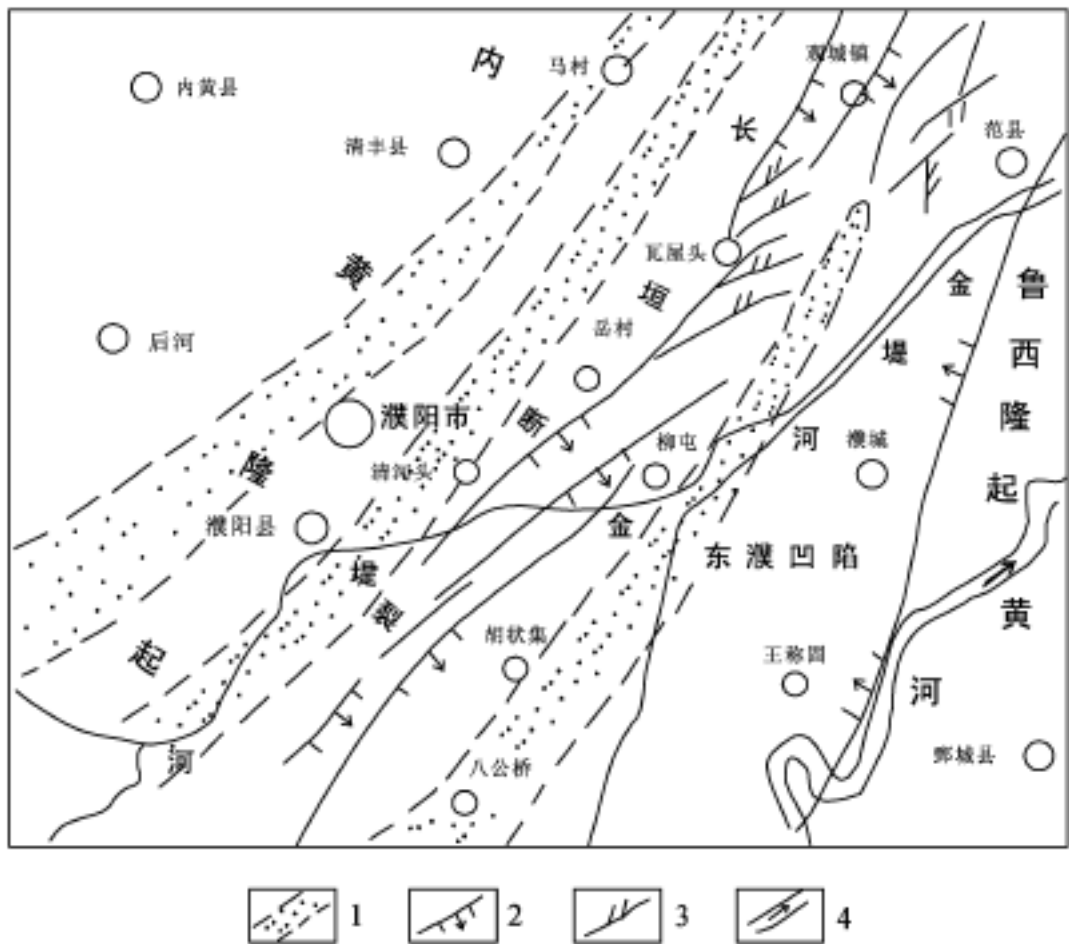 内
马村
观城镇
内黄县
长
清丰县
范县
瓦屋头
黄
垣
金
鲁
岳村
后河
堤
西
断
濮阳市
隆
柳屯
河
濮城
隆
清河头
起
濮阳县
金
东濮凹陷
堤
裂
黄
胡状集
起
王称固
河
河
八公桥
鄄城县
1
2
3
4